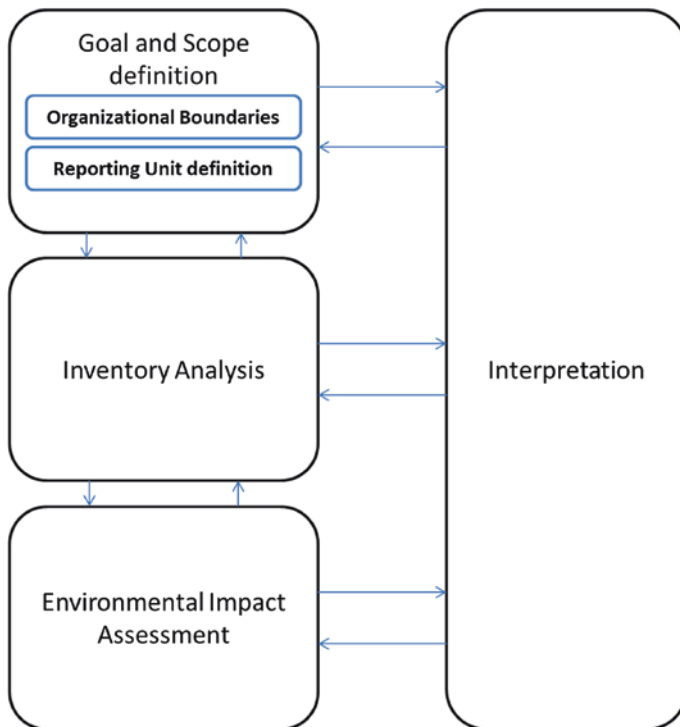 Goal and Scope
definition
Organizational Boundaries
Reporting Unit definition
Inventory Analysis
Interpretation
Environmental Impact
Assessment